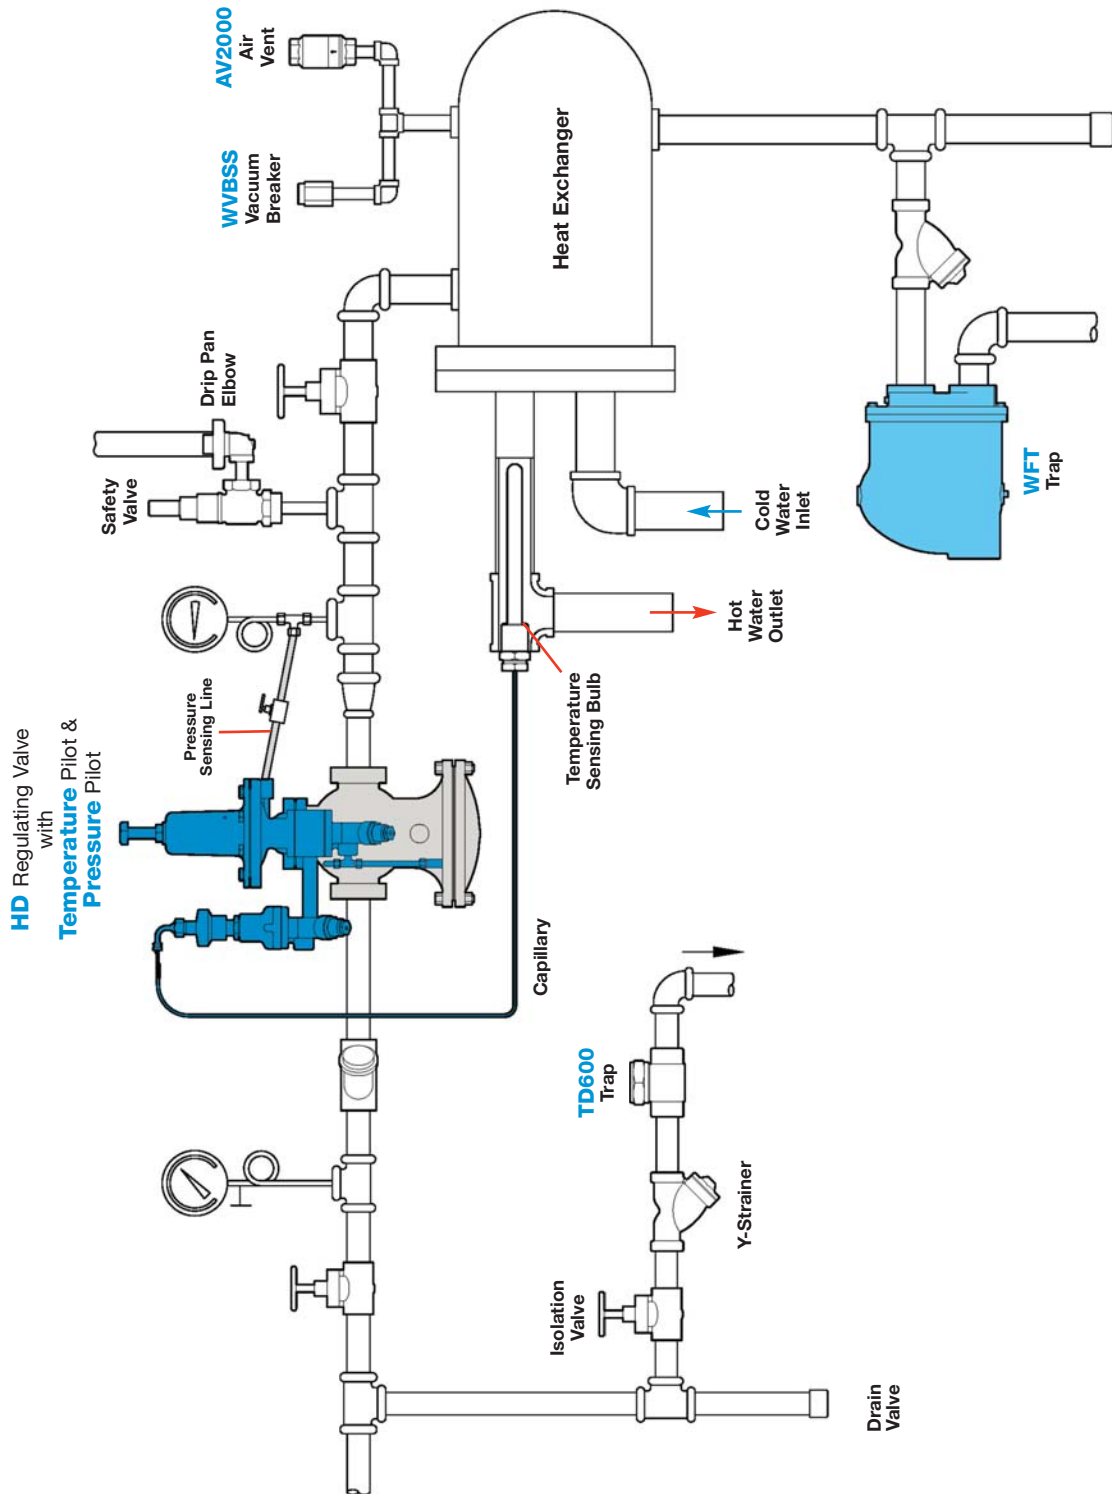 HD Regulating Valve
with
Temperature Pilot &
Pressure Pilot
Pressure
Sensing Line
Safety
Valve
Drip Pan
Elbow
WVBSS
Vacuum
Breaker
AV2000
Air
Vent
Heat Exchanger
Capillary
Temperature
Sensing Bulb
Hot
Water
Outlet
Cold
Water
Inlet
Drain
Valve
Isolation
Valve
Y-Strainer
TD600
Trap
WFT
Trap